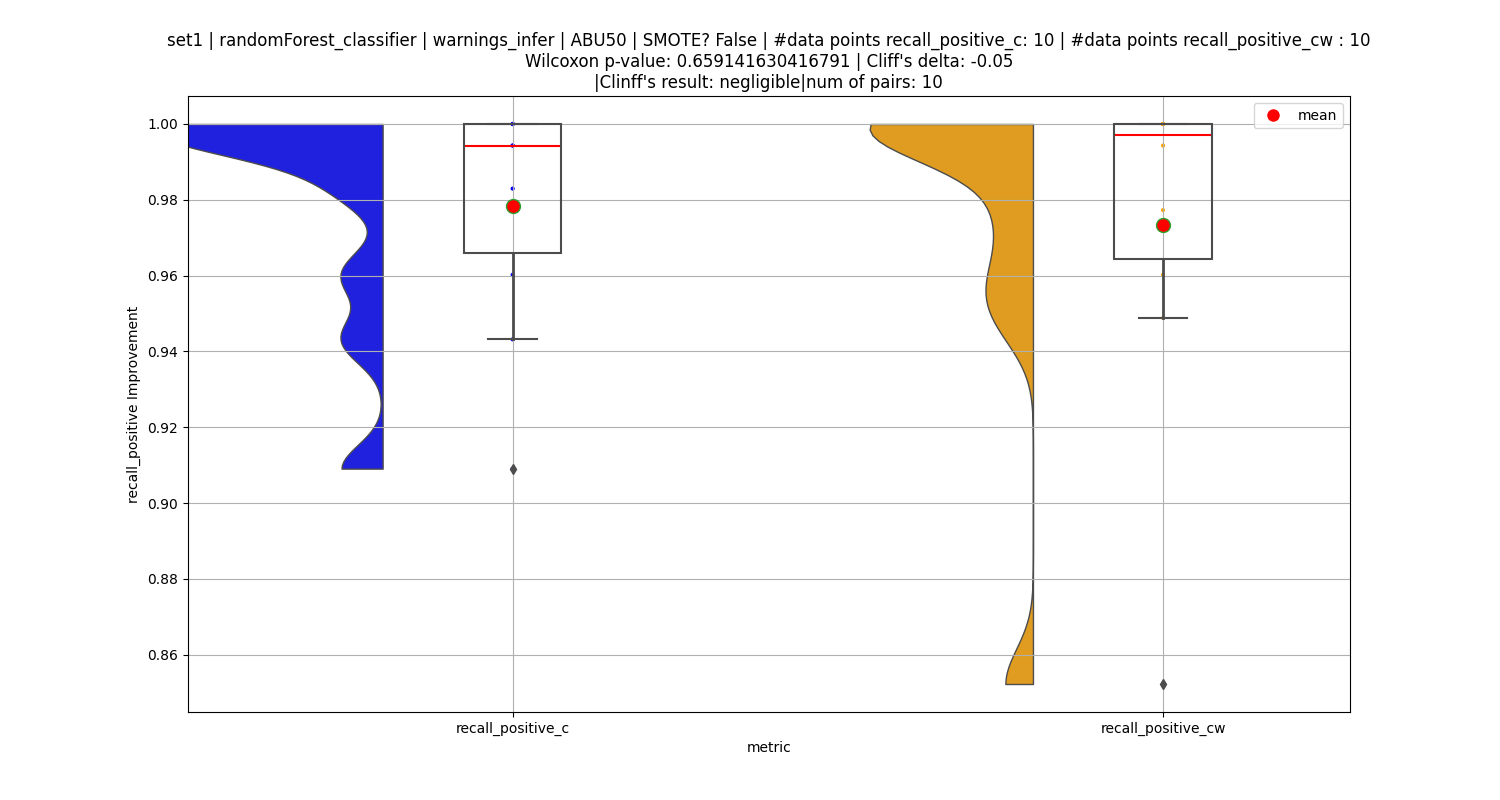 set1 | randomForest_classifier | warnings_infer | ABU50 | SMOTE? False | #data points recall_positive_c: 10 | #data points recall_positive_cw : 10
Wilcoxon p-value: 0.659141630416791 | Cliff's delta: -0.05
|Clinff's result: negligible|num of pairs: 10
mean
1.00
0.98
0.96
0.94
0.92
0.90
0.88
0.86
recall_positive Improvement
recall_positive_c
recall_positive_cw
metric